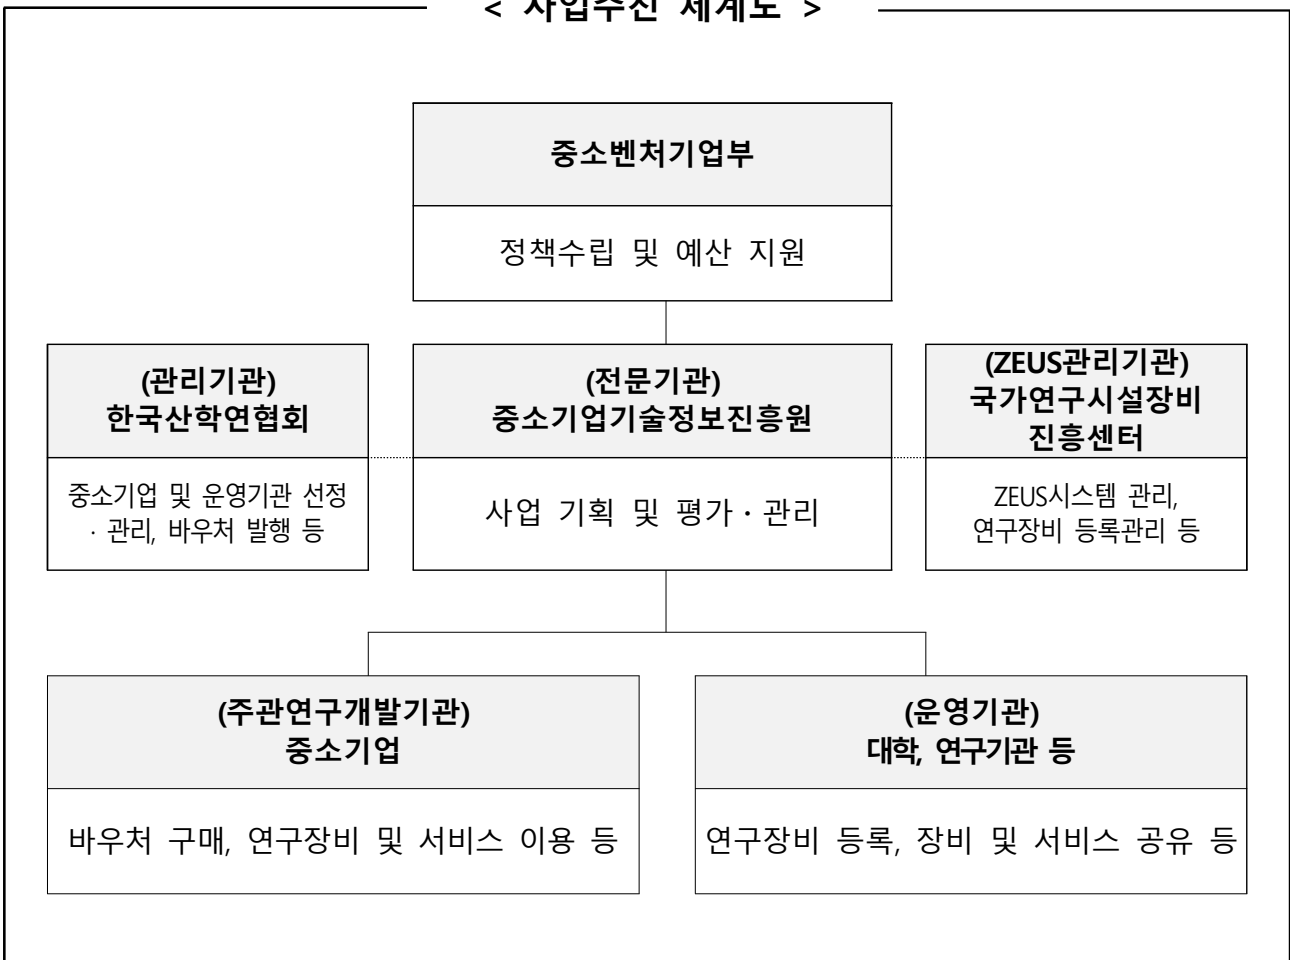 < 사업추진 체계도 >
중소벤처기업부
정책수립 및 예산 지원
(관리기관)
한국산학연협회
중소기업 및 운영기관 선정
· 관리, 바우처 발행 등
(전문기관)
중소기업기술정보진흥원
사업 기획 및 평가 · 관리
(ZEUS관리기관)
국가연구시설장비
진흥센터
ZEUS시스템 관리,
연구장비 등록관리 등
(주관연구개발기관)
중소기업
바우처 구매, 연구장비 및 서비스 이용 등
(운영기관)
대학, 연구기관 등
연구장비 등록, 장비 및 서비스 공유 등